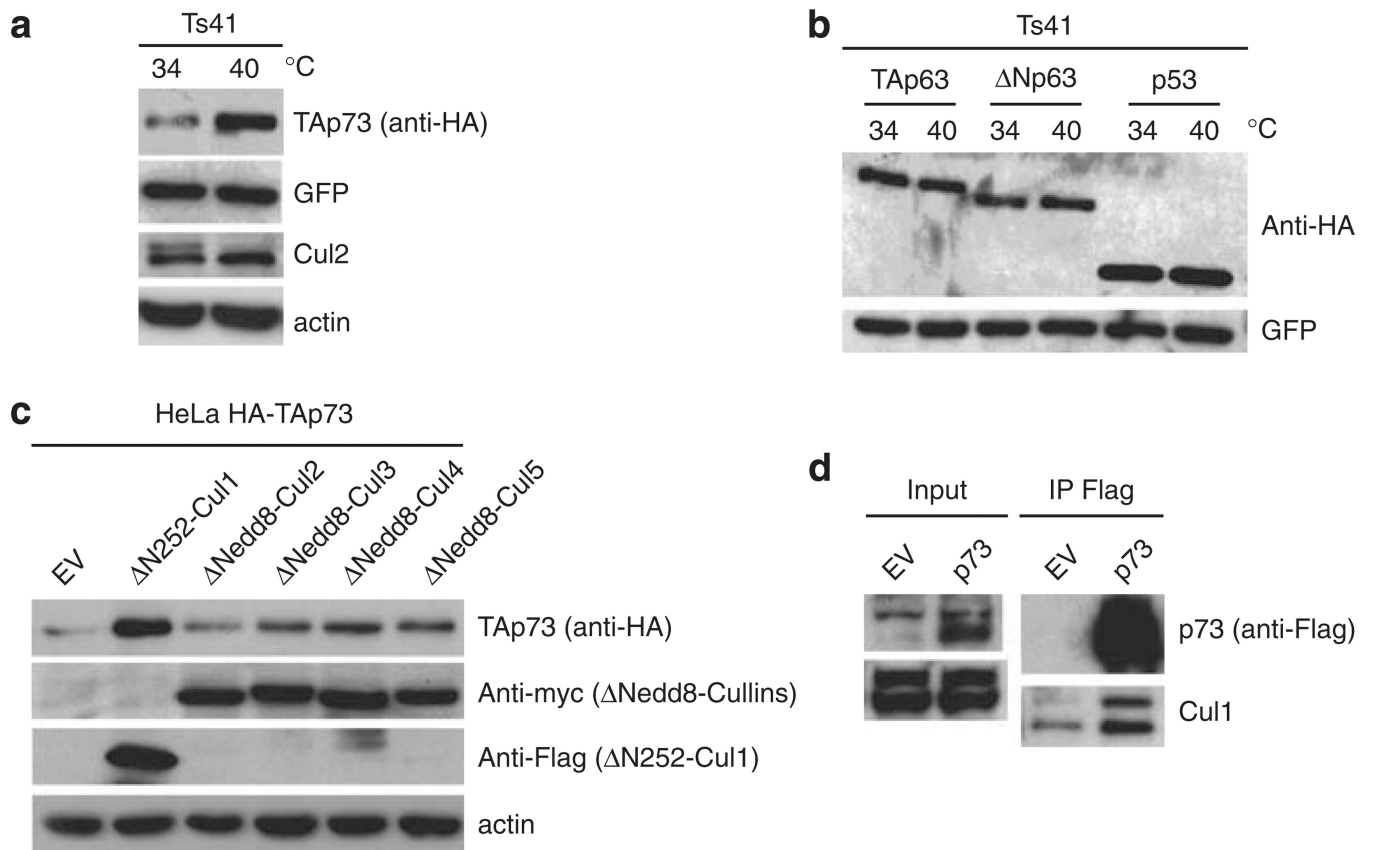 a
Ts41
34 40 °C
TAp73 (anti-HA)
GFP
Cul2
actin
b
Ts41
TAp63 ΔNp63 p53
34 40 34 40 34 40 °C
Anti-HA
GFP
c
HeLa HA-TAp73
EV ΔN252-Cul1 ΔNedd8-Cul2 ΔNedd8-Cul3 ΔNedd8-Cul4 ΔNedd8-Cul5
TAp73 (anti-HA)
Anti-myc (ΔNedd8-Cullins)
Anti-Flag (ΔN252-Cul1)
actin
d
Input IP Flag
EV p73 EV p73
p73 (anti-Flag)
Cul1